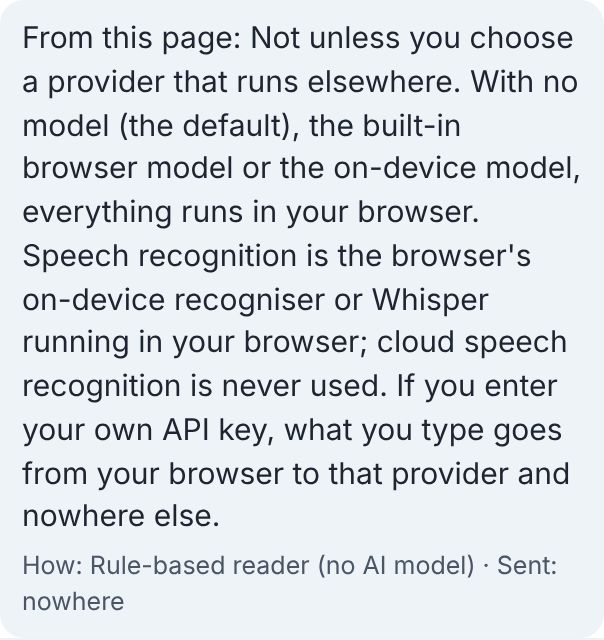 From this page: Not unless you choose
a provider that runs elsewhere. With no
model (the default), the built-in
browser model or the on-device model,
everything runs in your browser.
Speech recognition is the browser's
on-device recogniser or Whisper
running in your browser; cloud speech
recognition is never used. If you enter
your own API key, what you type goes
from your browser to that provider and
nowhere else.
How: Rule-based reader (no AI model) · Sent:
nowhere